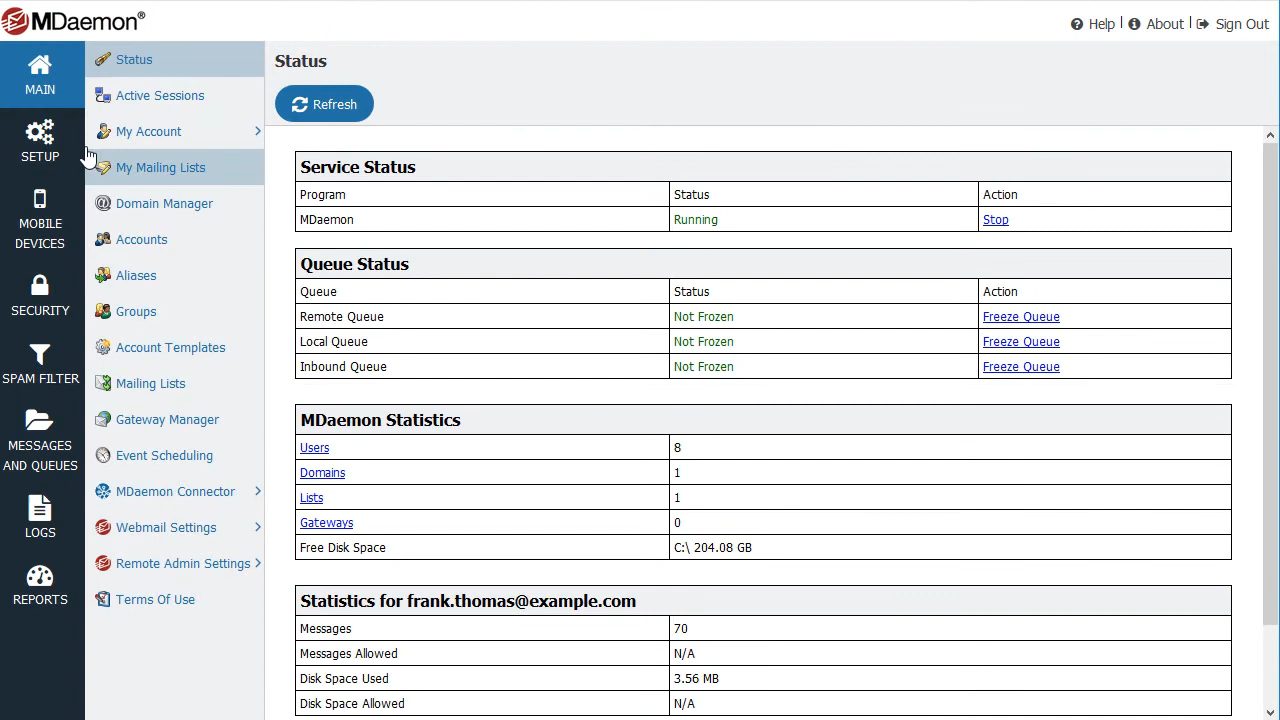 MDaemon®
Help
About
Sign Out
MAIN
SETUP
MOBILE
DEVICES
SECURITY
SPAM FILTER
MESSAGES
AND QUEUES
LOGS
REPORTS
Status
Active Sessions
My Account
My Mailing Lists
Domain Manager
Accounts
Aliases
Groups
Account Templates
Mailing Lists
Gateway Manager
Event Scheduling
MDaemon Connector
Webmail Settings
Remote Admin Settings
Terms Of Use
Status
Refresh
Service Status
Program Status Action
MDaemon Running Stop
Queue Status
Queue Status Action
Remote Queue Not Frozen Freeze Queue
Local Queue Not Frozen Freeze Queue
Inbound Queue Not Frozen Freeze Queue
MDaemon Statistics
Users 8
Domains 1
Lists 1
Gateways 0
Free Disk Space C:\ 204.08 GB
Statistics for frank.thomas@example.com
Messages 70
Messages Allowed N/A
Disk Space Used 3.56 MB
Disk Space Allowed N/A